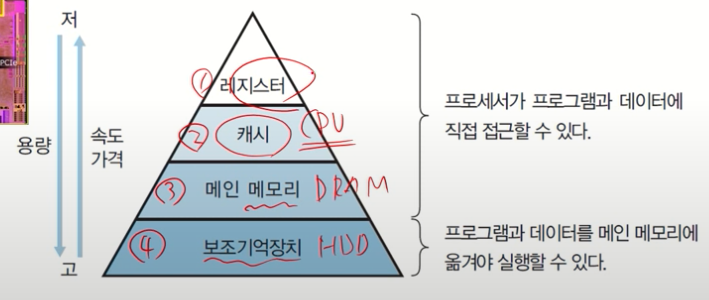 저
PCIe
① 레지스터
프로세서가 프로그램과 데이터에
직접 접근할 수 있다.
② 캐시 CPU
용량
속도
가격
③ 메인 메모리 DRAM
④ 보조기억장치 HDD
프로그램과 데이터를 메인 메모리에
옮겨야 실행할 수 있다.
고